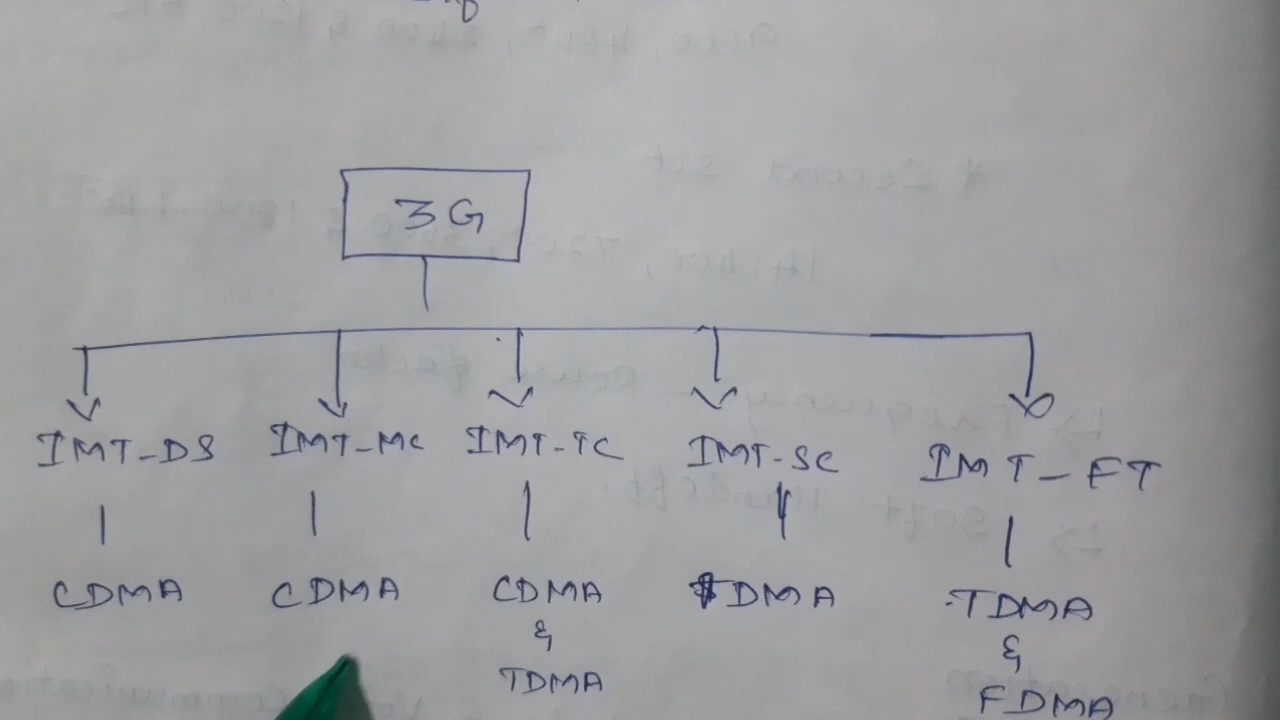 3G
IMT-DS IMT-MC IMT-TC IMT-SC IMT-FT
CDMA CDMA CDMA TDMA TDMA
& &
TDMA FDMA